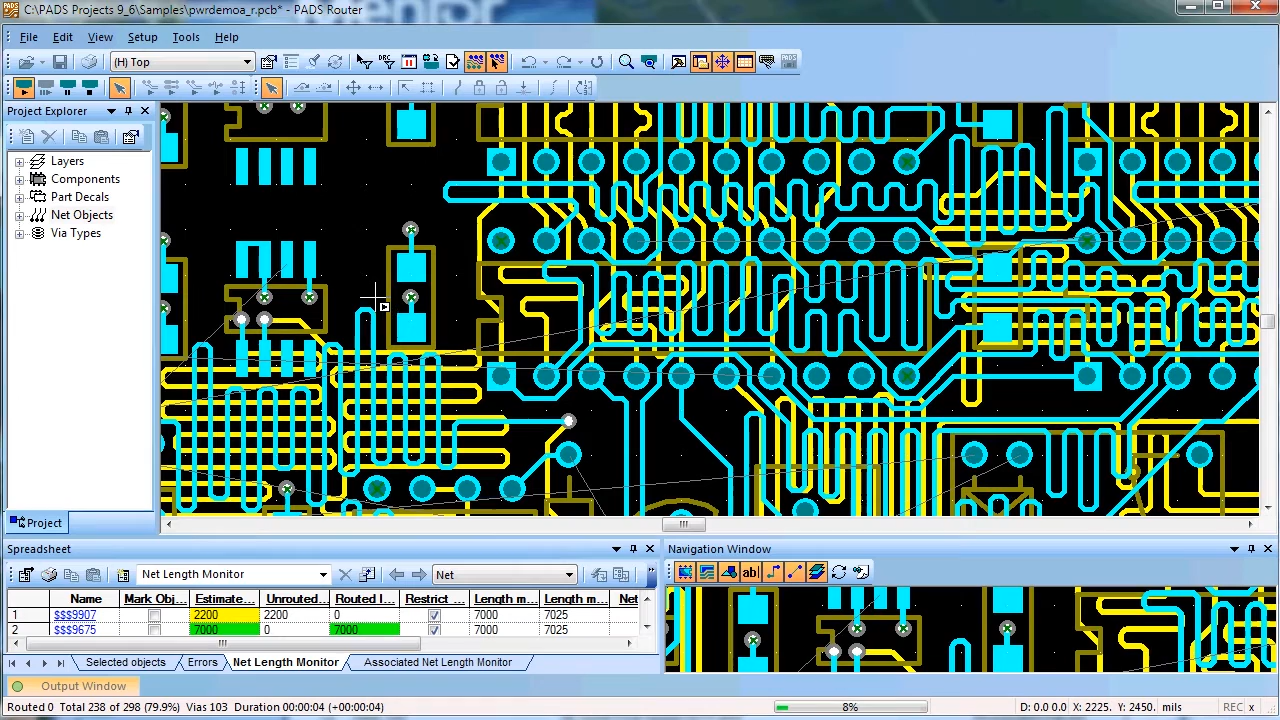 C:\PADS Projects 9_6\Samples\pwrdemoa_r.pcb* - PADS Router
File Edit View Setup Tools Help
(H) Top
Project Explorer
Layers
Components
Part Decals
Net Objects
Via Types
Project
Spreadsheet
Net Length Monitor
Net
Name Mark Obj... Estimate... Unrouted... Routed l... Restrict ... Length m... Length m... Net
1 $$$9907 2200 2200 0 7000 7025
2 $$$9675 7000 0 7000 7000 7025
Selected objects Errors Net Length Monitor Associated Net Length Monitor
Navigation Window
abl
Output Window
Routed 0 Total 238 of 298 (79.9%) Vias 103 Duration 00:00:04 (+00:00:04) 8% D: 0.0 0.0 X: 2225. Y: 2450. mils REC x